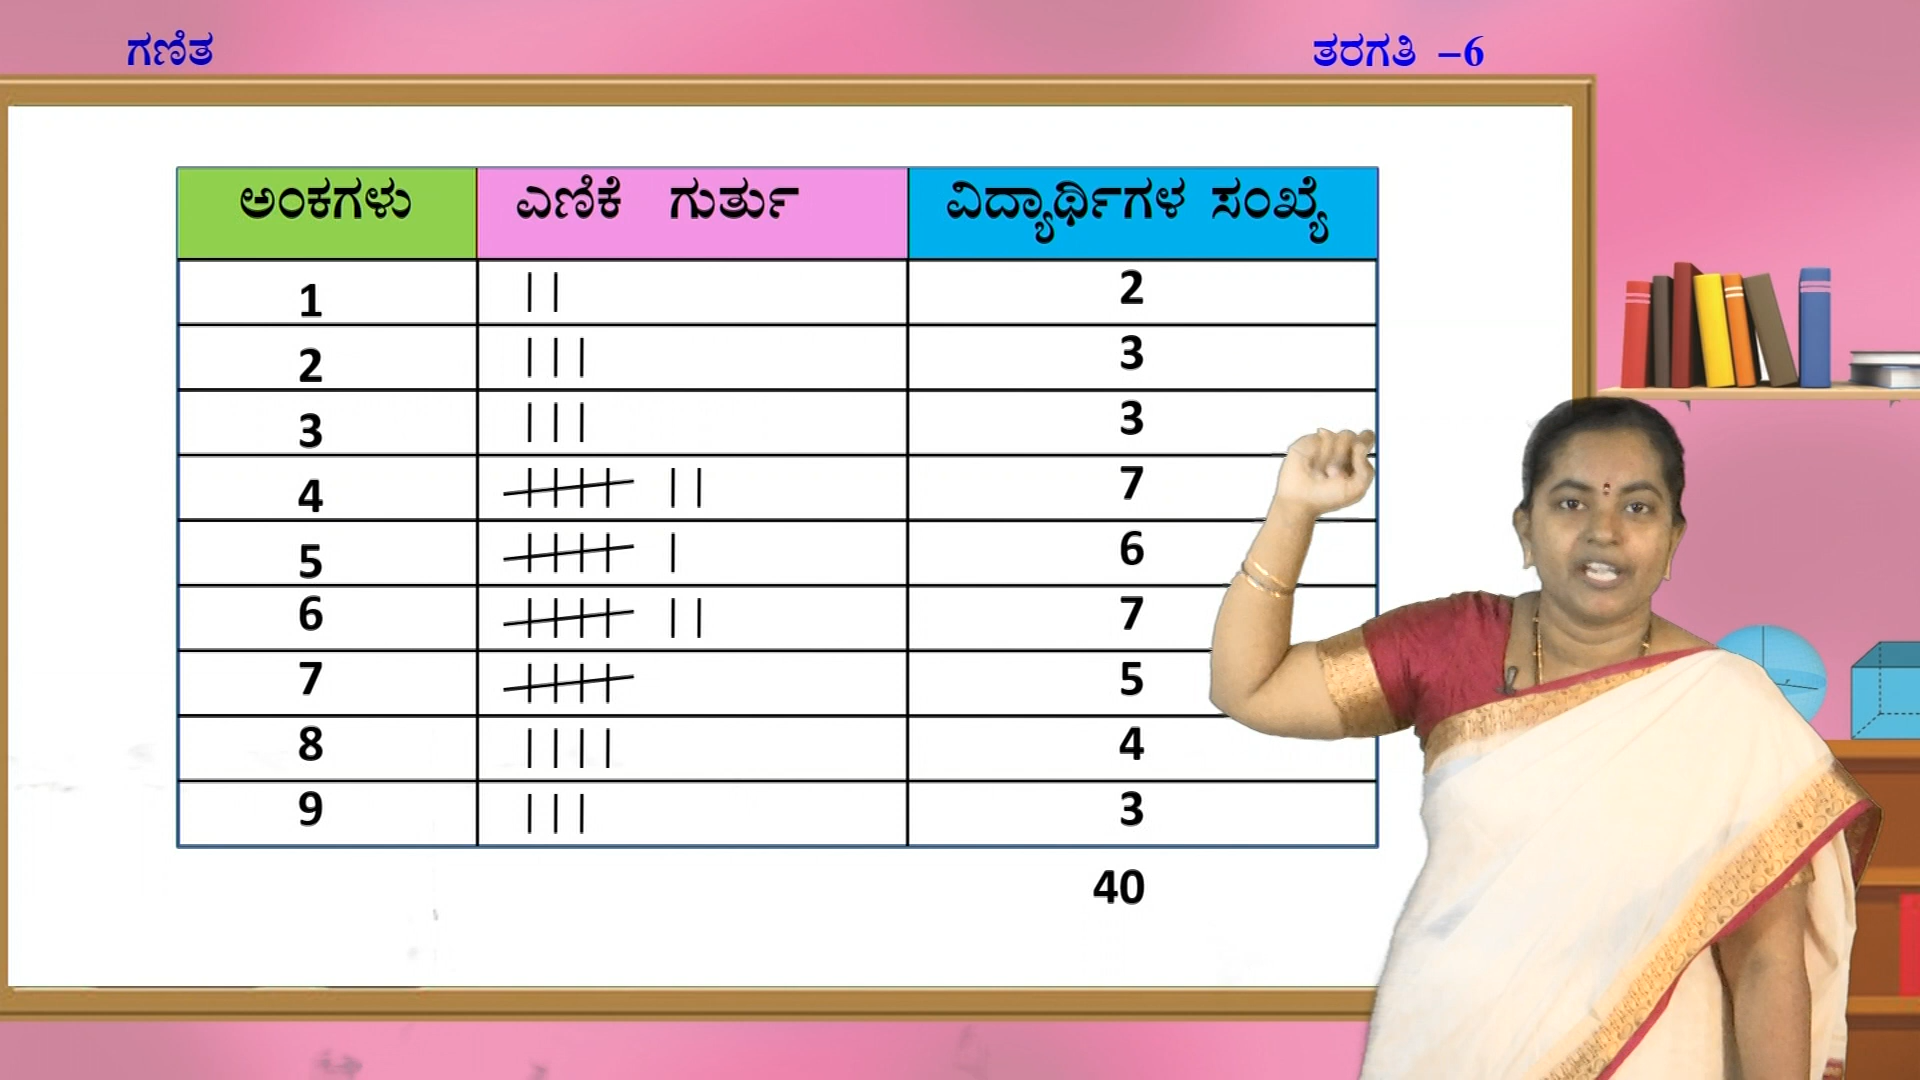 ಗಣಿತ
ತರಗತಿ –6
ಅಂಕಗಳು ಎಣಿಕೆ ಗುರ್ತು ವಿದ್ಯಾರ್ಥಿಗಳ ಸಂಖ್ಯೆ
1 || 2
2 ||| 3
3 ||| 3
4 |||| || 7
5 |||| | 6
6 |||| || 7
7 |||| 5
8 |||| 4
9 ||| 3
40